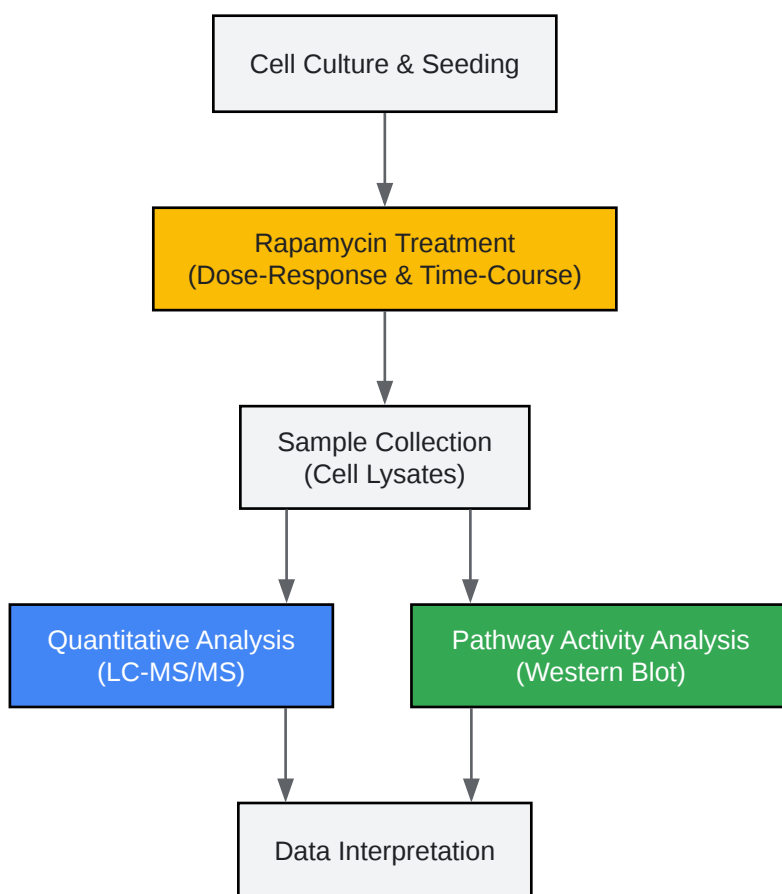 Cell Culture & Seeding
Rapamycin Treatment
(Dose-Response & Time-Course)
Sample Collection
(Cell Lysates)
Quantitative Analysis
(LC-MS/MS)
Pathway Activity Analysis
(Western Blot)
Data Interpretation